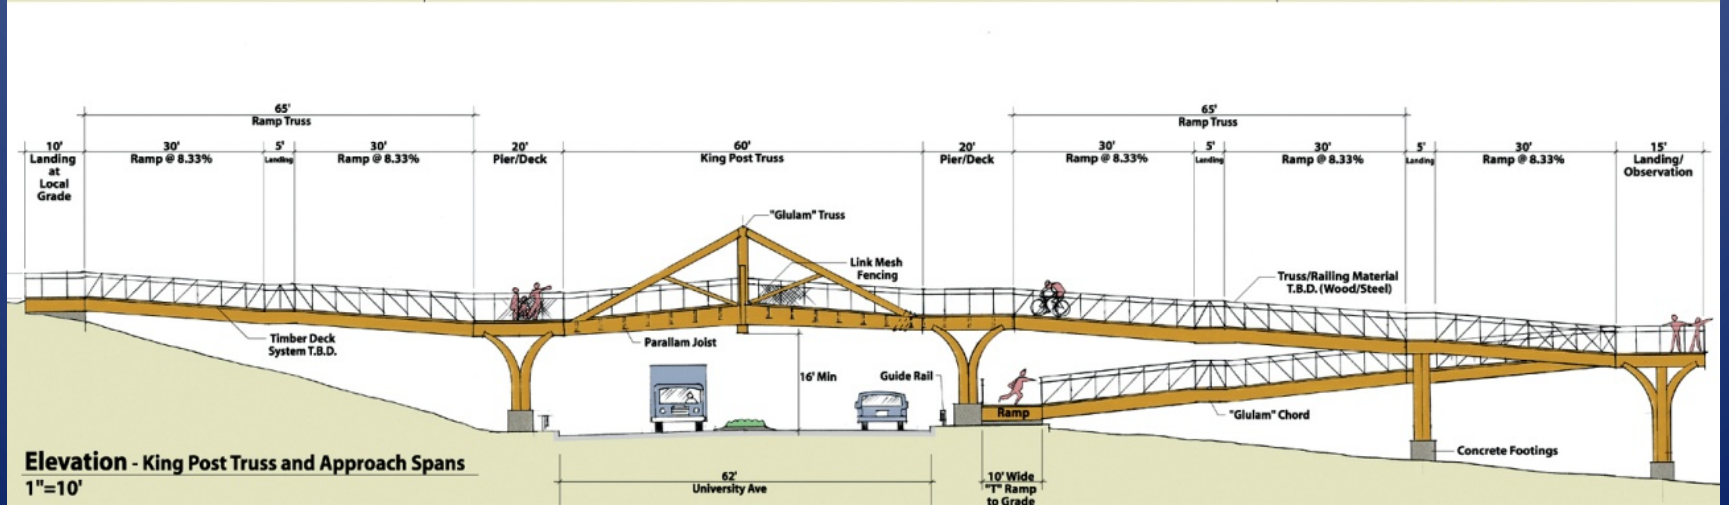 65'
Ramp Truss
65'
Ramp Truss
10'
Landing
at
Local
Grade
30'
Ramp @ 8.33%
5'
Landing
30'
Ramp @ 8.33%
20'
Pier/Deck
60'
King Post Truss
20'
Pier/Deck
30'
Ramp @ 8.33%
5'
Landing
30'
Ramp @ 8.33%
5'
Landing
30'
Ramp @ 8.33%
15'
Landing/
Observation
"Glulam" Truss
Link Mesh
Fencing
Truss/Railing Material
T.B.D. (Wood/Steel)
Timber Deck
System T.B.D.
Parallam Joist
16' Min
Guide Rail
Ramp
"Glulam" Chord
Concrete Footings
Elevation - King Post Truss and Approach Spans
1"=10'
62'
University Ave
10' Wide
"T" Ramp
to Grade